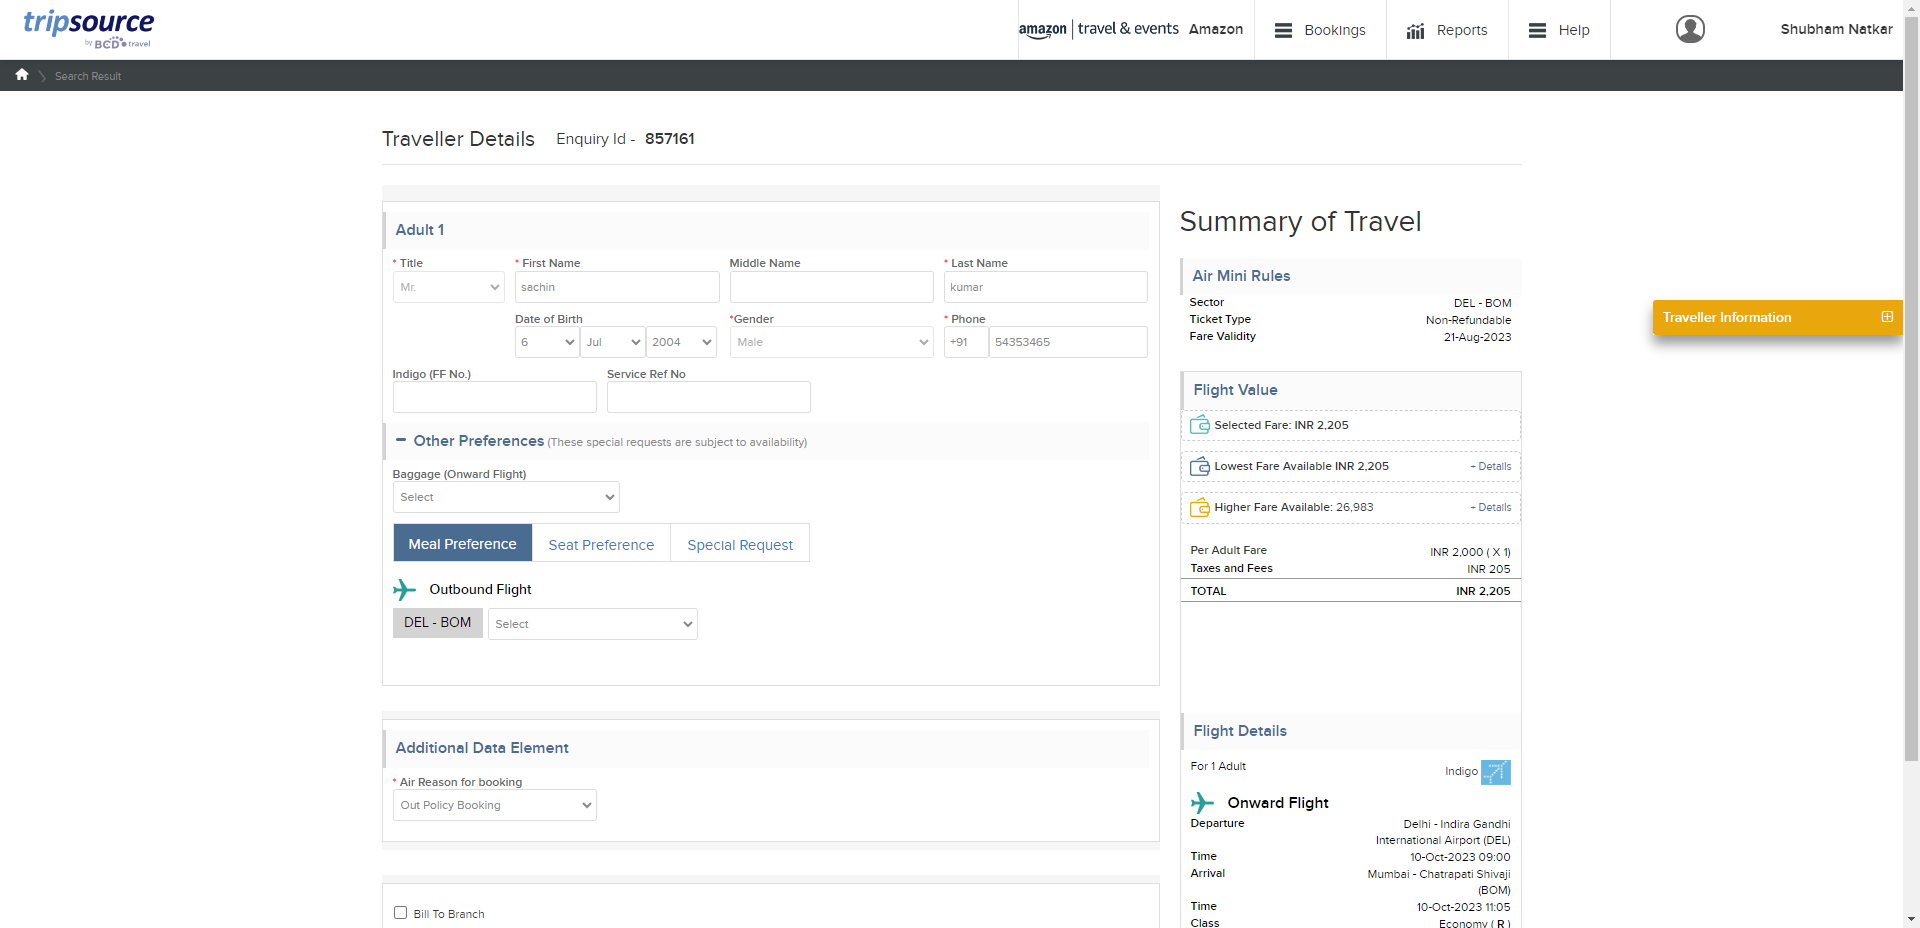 tripsource
by BCD travel
amazon | travel & events Amazon
Bookings
Reports
Help
Shubham Natkar
Search Result
Traveller Details Enquiry Id - 857161
Adult 1
* Title * First Name Middle Name * Last Name
Mr. sachin kumar
Date of Birth *Gender * Phone
6 Jul 2004 Male +91 54353465
Indigo (FF No.) Service Ref No
Other Preferences (These special requests are subject to availability)
Baggage (Onward Flight)
Select
Meal Preference Seat Preference Special Request
Outbound Flight
DEL - BOM Select
Additional Data Element
* Air Reason for booking
Out Policy Booking
Bill To Branch
Summary of Travel
Air Mini Rules
Sector DEL - BOM
Ticket Type Non-Refundable
Fare Validity 21-Aug-2023
Flight Value
Selected Fare: INR 2,205
Lowest Fare Available INR 2,205 + Details
Higher Fare Available: 26,983 + Details
Per Adult Fare INR 2,000 ( X 1)
Taxes and Fees INR 205
TOTAL INR 2,205
Flight Details
For 1 Adult Indigo
Onward Flight
Departure Delhi - Indira Gandhi
International Airport (DEL)
Time 10-Oct-2023 09:00
Arrival Mumbai - Chatrapati Shivaji
(BOM)
Time 10-Oct-2023 11:05
Class Economy ( R )
Traveller Information